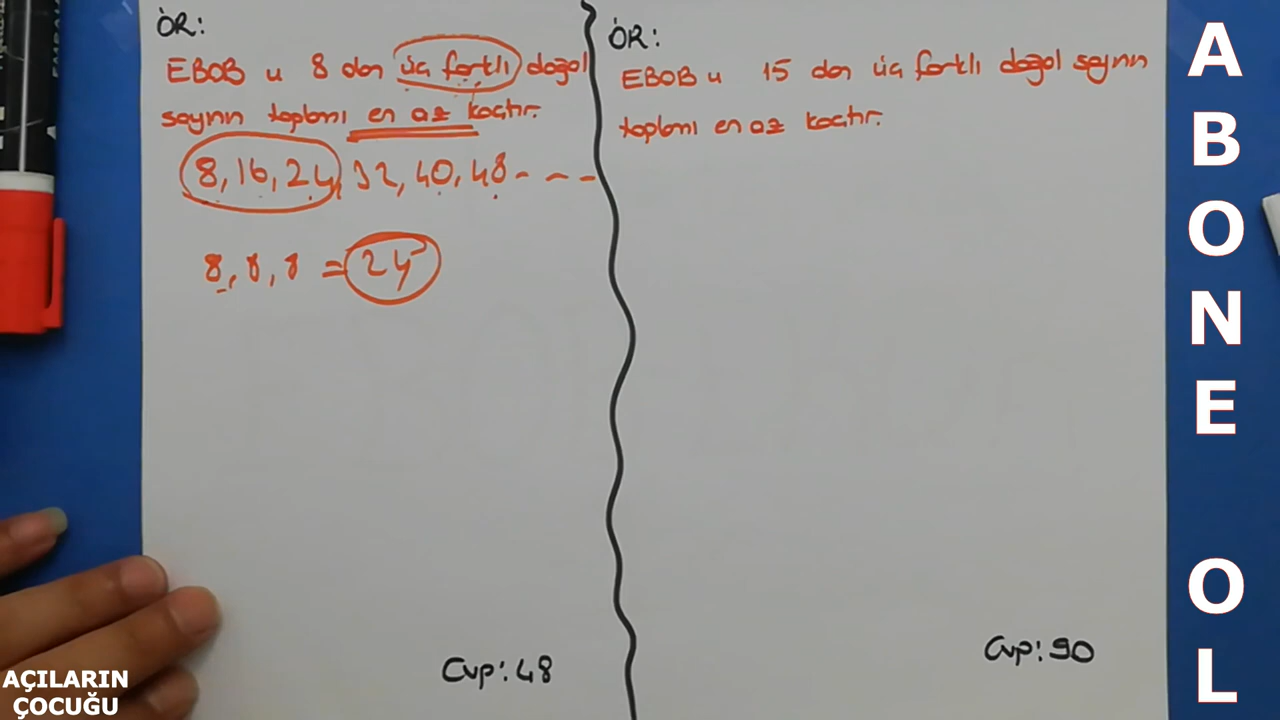 ÖR:
EBOB u 8 olan üç farklı doğal
sayının toplamı en az kaçtır.
8, 16, 24, 32, 40, 48 - - -
8, 8, 8 = 24
Cvp: 48
ÖR:
EBOB u 15 olan üç farklı doğal sayının
toplamı en az kaçtır.
Cvp: 90
ABONE
OL
AÇILARIN
ÇOCUĞU